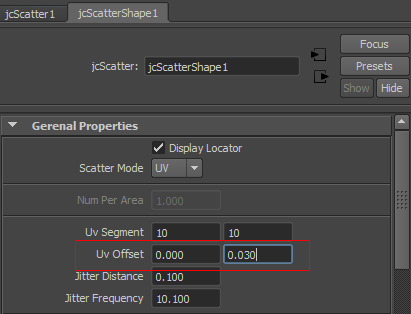 jcScatter1 jcScatterShape1
Focus
jcScatter: jcScatterShape1 Presets
Show Hide
Gerenal Properties
Display Locator
Scatter Mode UV
Num Per Area 1.000
Uv Segment 10 10
Uv Offset 0.000 0.030
Jitter Distance 0.100
Jitter Frequency 10.100